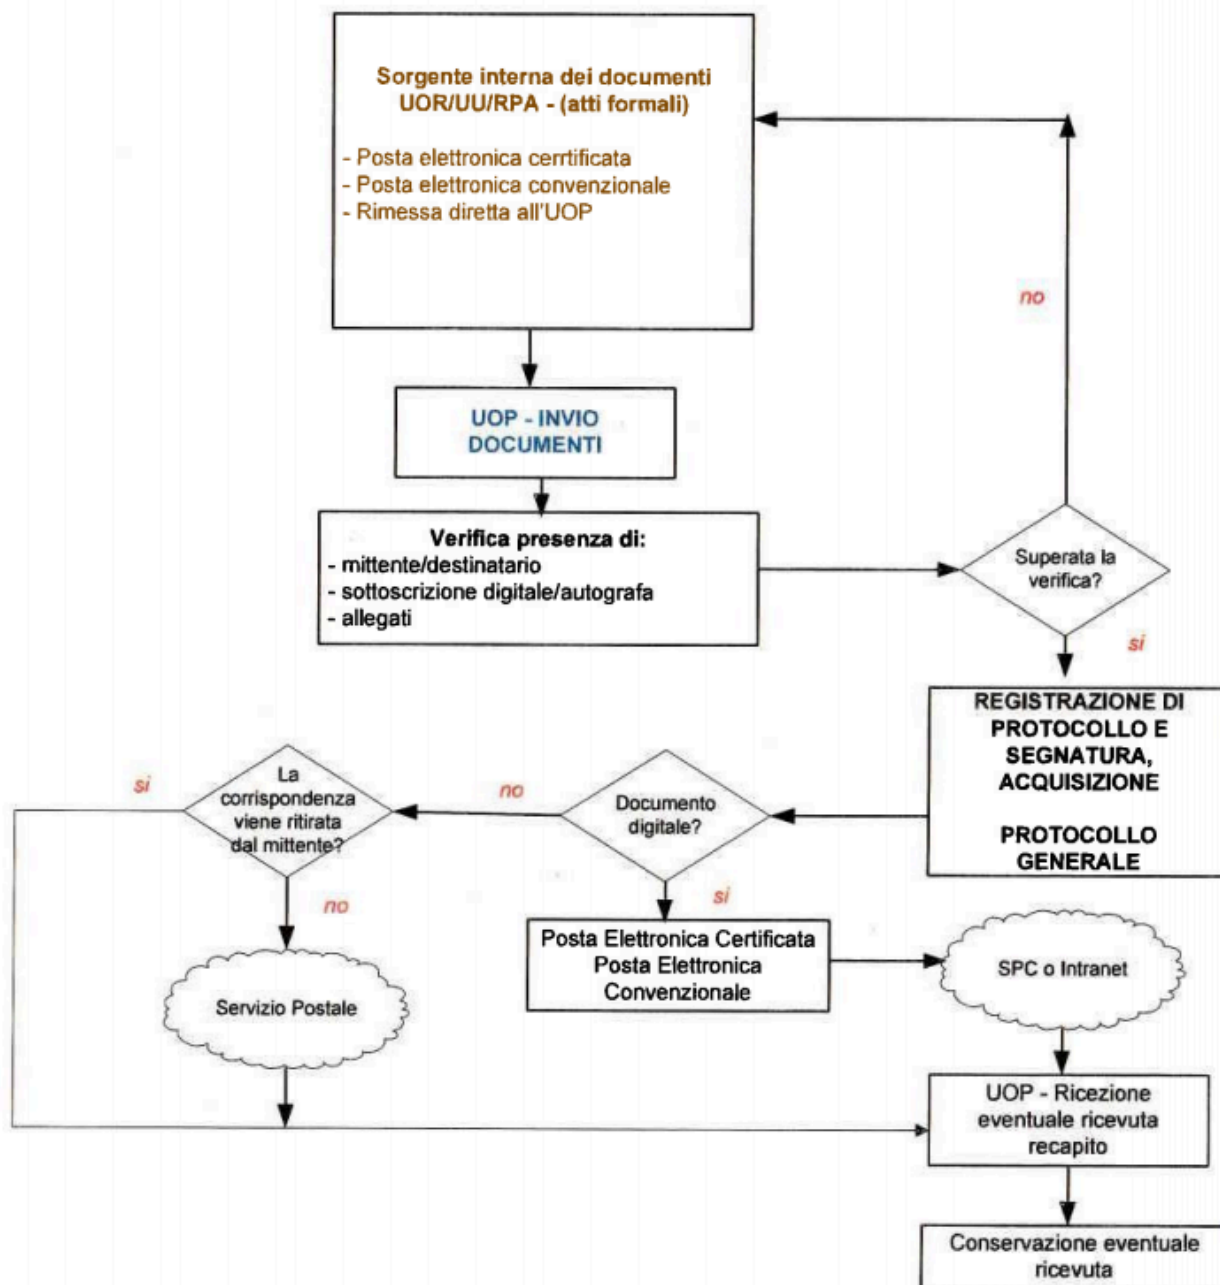 Sorgente interna dei documenti
UOR/UU/RPA - (atti formali)
- Posta elettronica cerrtificata
- Posta elettronica convenzionale
- Rimessa diretta all'UOP
no
UOP - INVIO
DOCUMENTI
Verifica presenza di:
- mittente/destinatario
- sottoscrizione digitale/autografa
- allegati
Superata la
verifica?
si
REGISTRAZIONE DI
PROTOCOLLO E
SEGNATURA,
ACQUISIZIONE
PROTOCOLLO
GENERALE
Documento
digitale?
no
La
corrispondenza
viene ritirata
dal mittente?
si
no
si
Posta Elettronica Certificata
Posta Elettronica
Convenzionale
SPC o Intranet
Servizio Postale
UOP - Ricezione
eventuale ricevuta
recapito
Conservazione eventuale
ricevuta